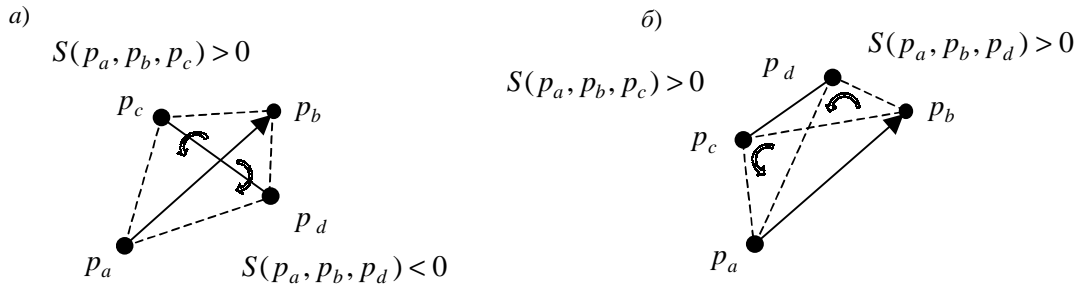 а)
S(p_a, p_b, p_c) > 0
p_c
p_b
p_d
p_a
S(p_a, p_b, p_d) < 0
б)
S(p_a, p_b, p_d) > 0
p_d
S(p_a, p_b, p_c) > 0
p_b
p_c
p_a